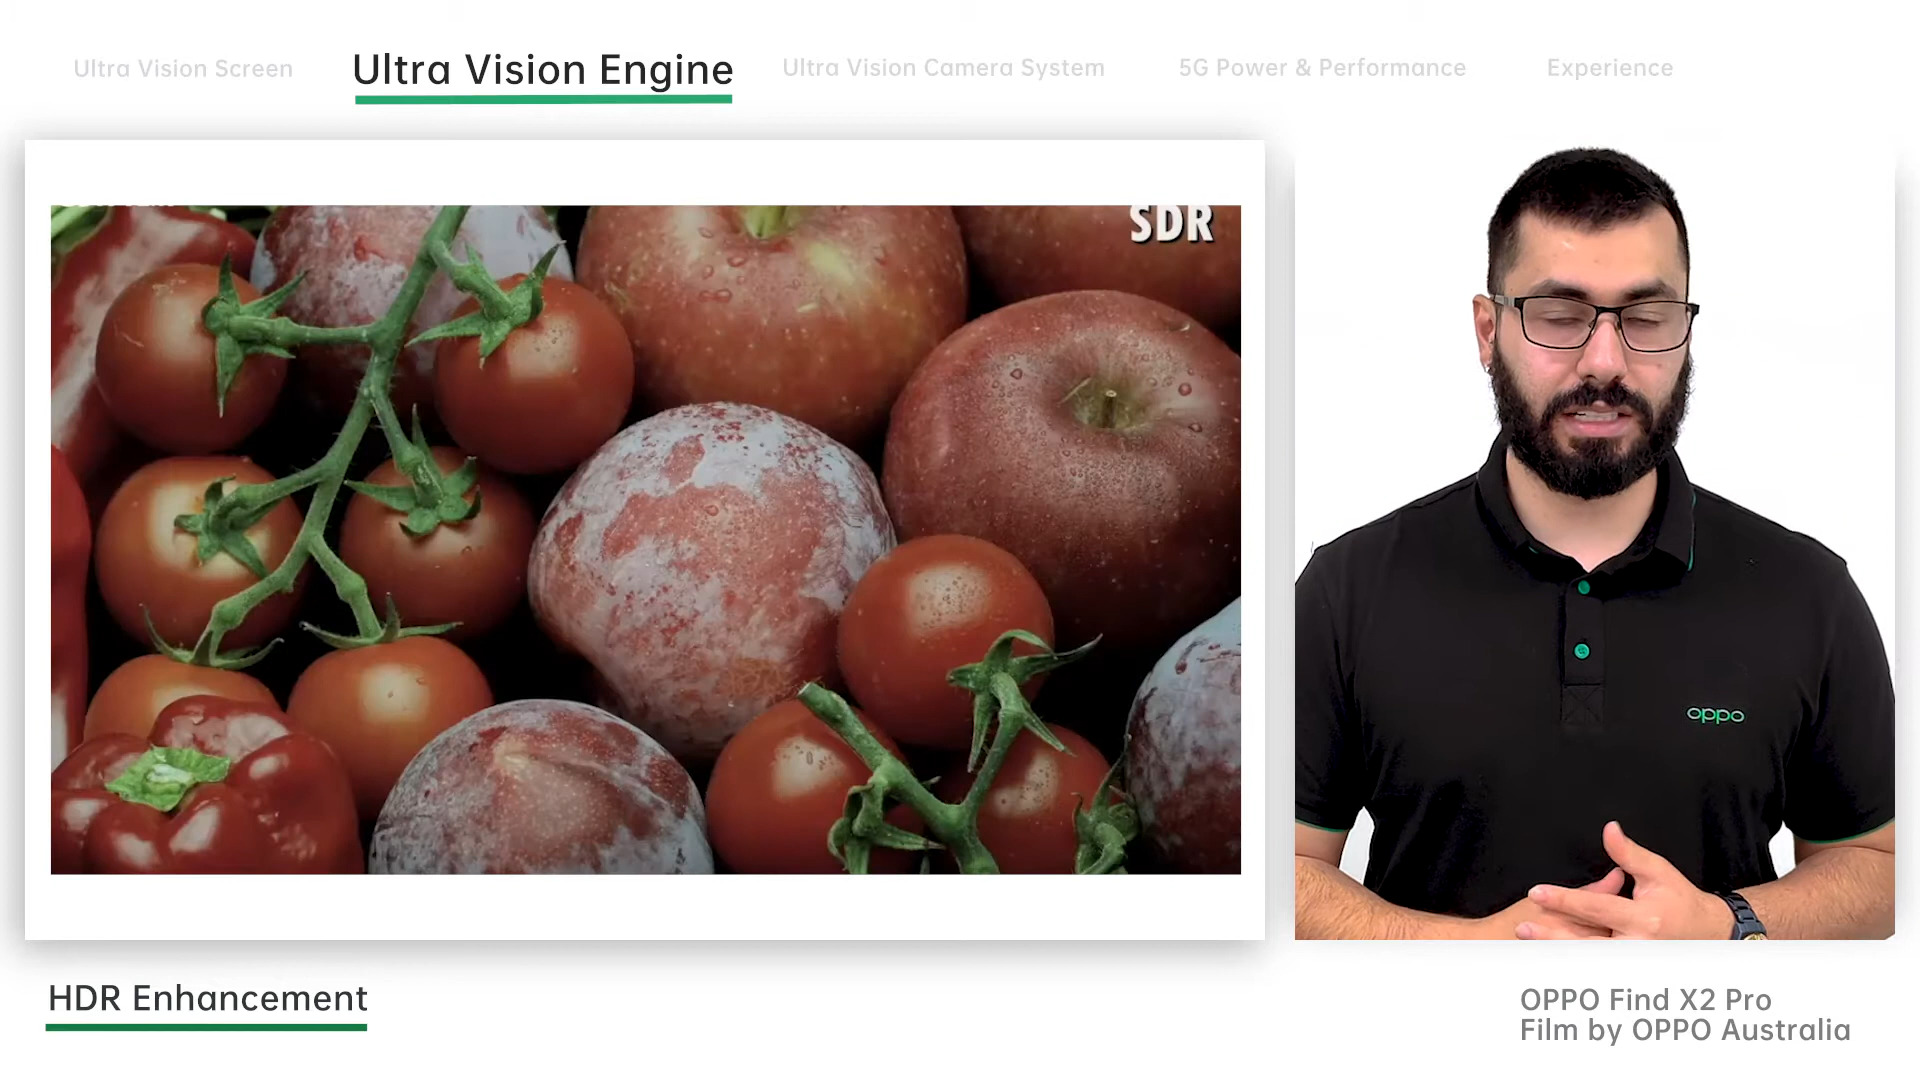 Ultra Vision Screen
Ultra Vision Engine
Ultra Vision Camera System
5G Power & Performance
Experience
SDR
oppo
HDR Enhancement
OPPO Find X2 Pro
Film by OPPO Australia